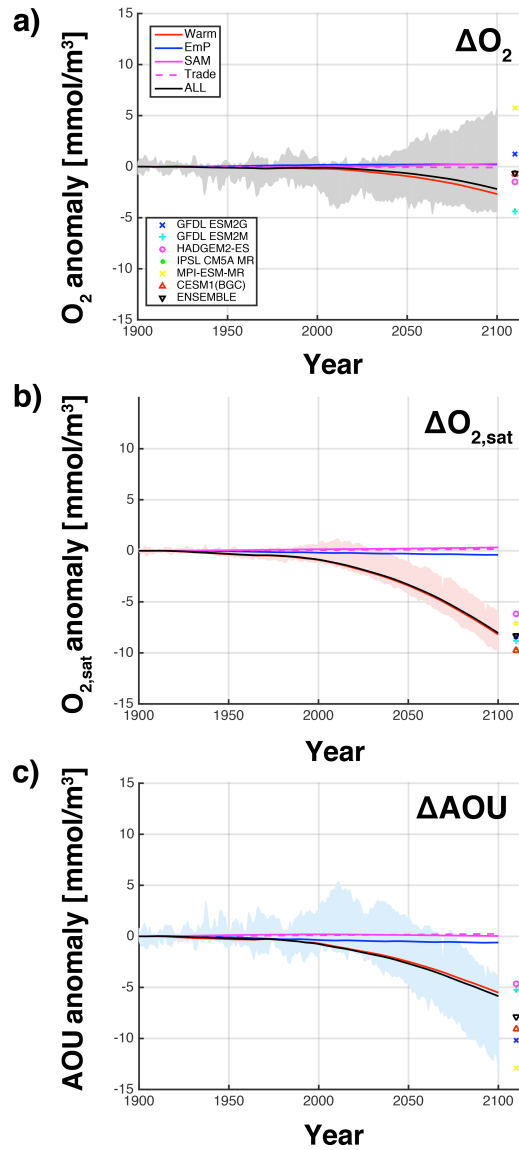 a)
ΔO2
Warm
EmP
SAM
Trade
ALL
15
10
5
0
-5
-10
-15
O2 anomaly [mmol/m³]
GFDL ESM2G
GFDL ESM2M
HADGEM2-ES
IPSL CM5A MR
MPI-ESM-MR
CESM1(BGC)
ENSEMBLE
1900 1950 2000 2050 2100
Year
b)
ΔO2,sat
10
5
0
-5
-10
-15
O2,sat anomaly [mmol/m³]
1900 1950 2000 2050 2100
Year
c)
ΔAOU
15
10
5
0
-5
-10
-15
AOU anomaly [mmol/m³]
1900 1950 2000 2050 2100
Year